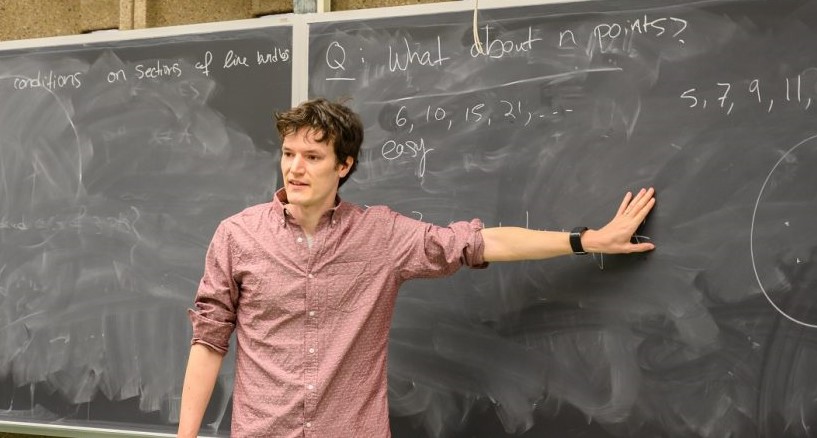 conditions on sections of line bundles
Q: What about n points?
6, 10, 15, 21, ...
easy
5, 7, 9, 11,